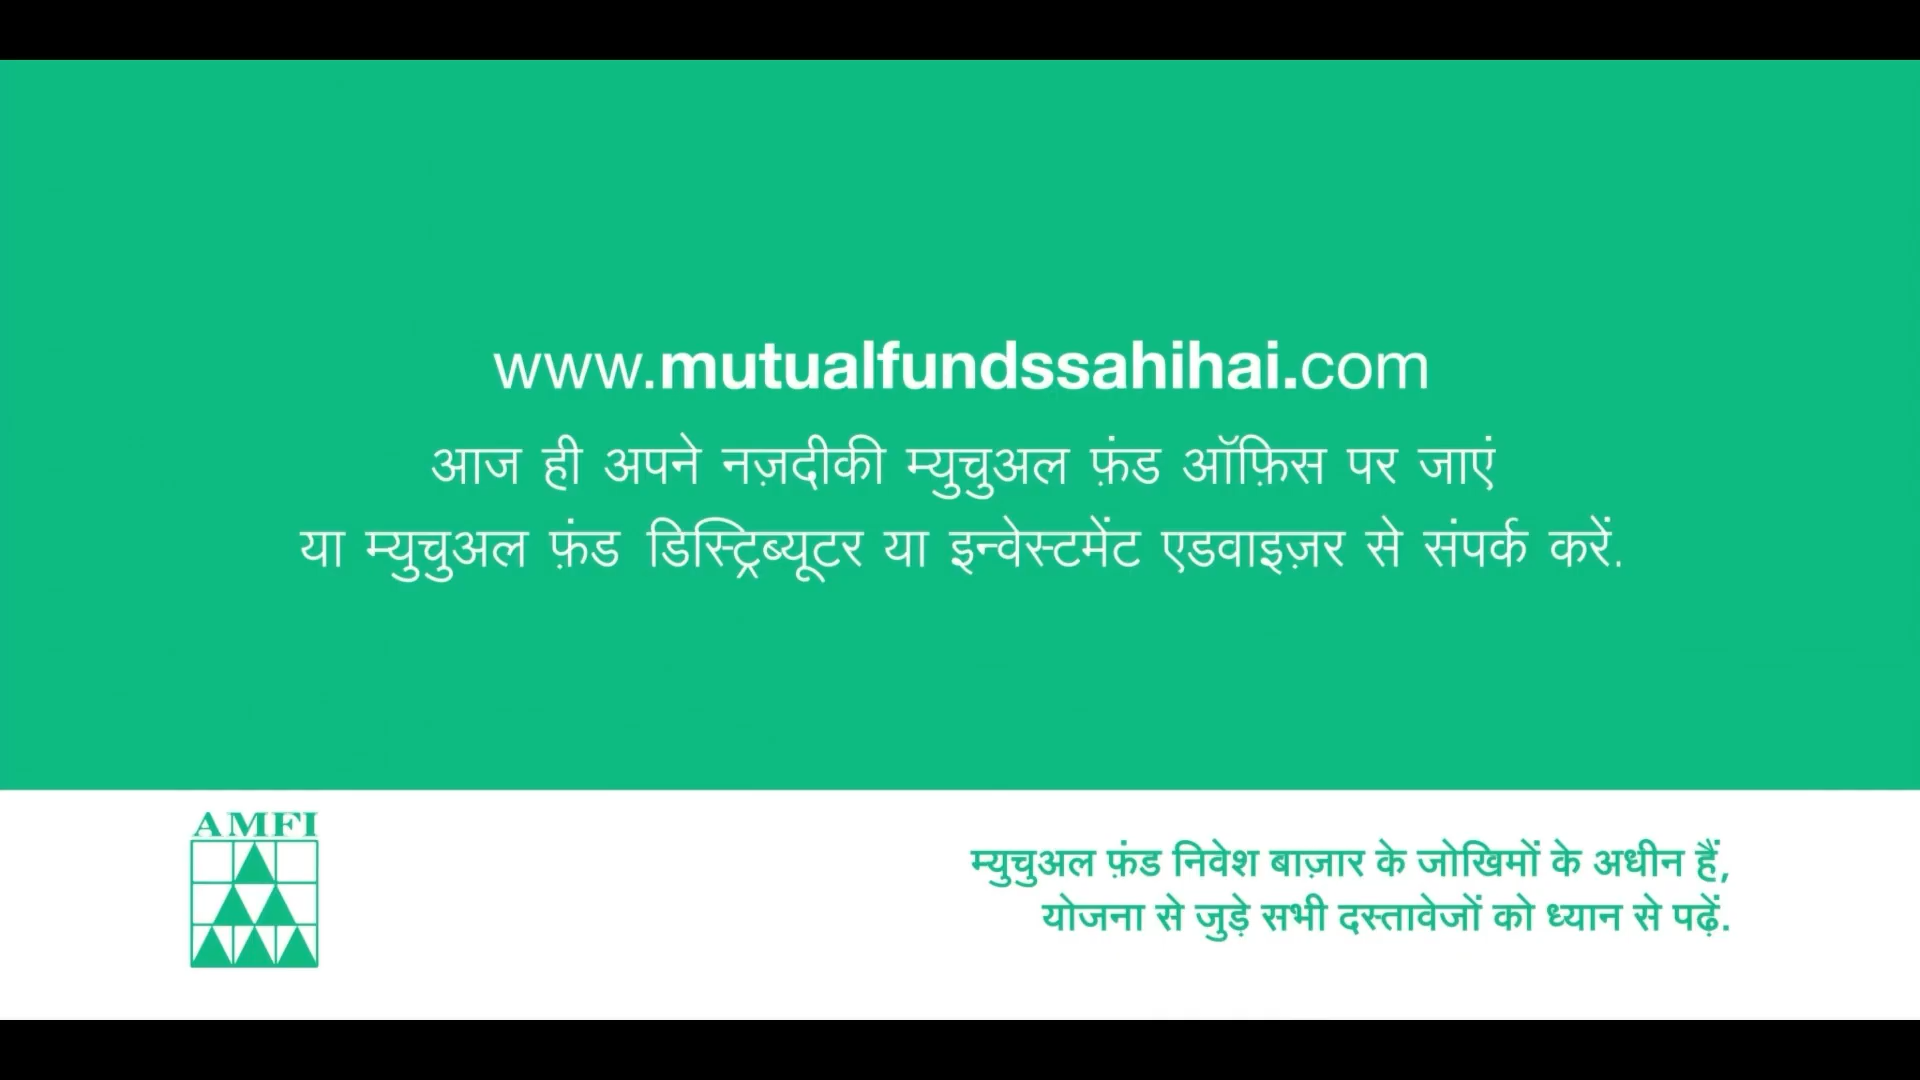 www.mutualfundssahihai.com
आज ही अपने नज़दीकी म्युचुअल फ़ंड ऑफ़िस पर जाएं
या म्युचुअल फ़ंड डिस्ट्रिब्यूटर या इन्वेस्टमेंट एडवाइज़र से संपर्क करें.
AMFI
म्युचुअल फ़ंड निवेश बाज़ार के जोखिमों के अधीन हैं,
योजना से जुड़े सभी दस्तावेजों को ध्यान से पढ़ें.